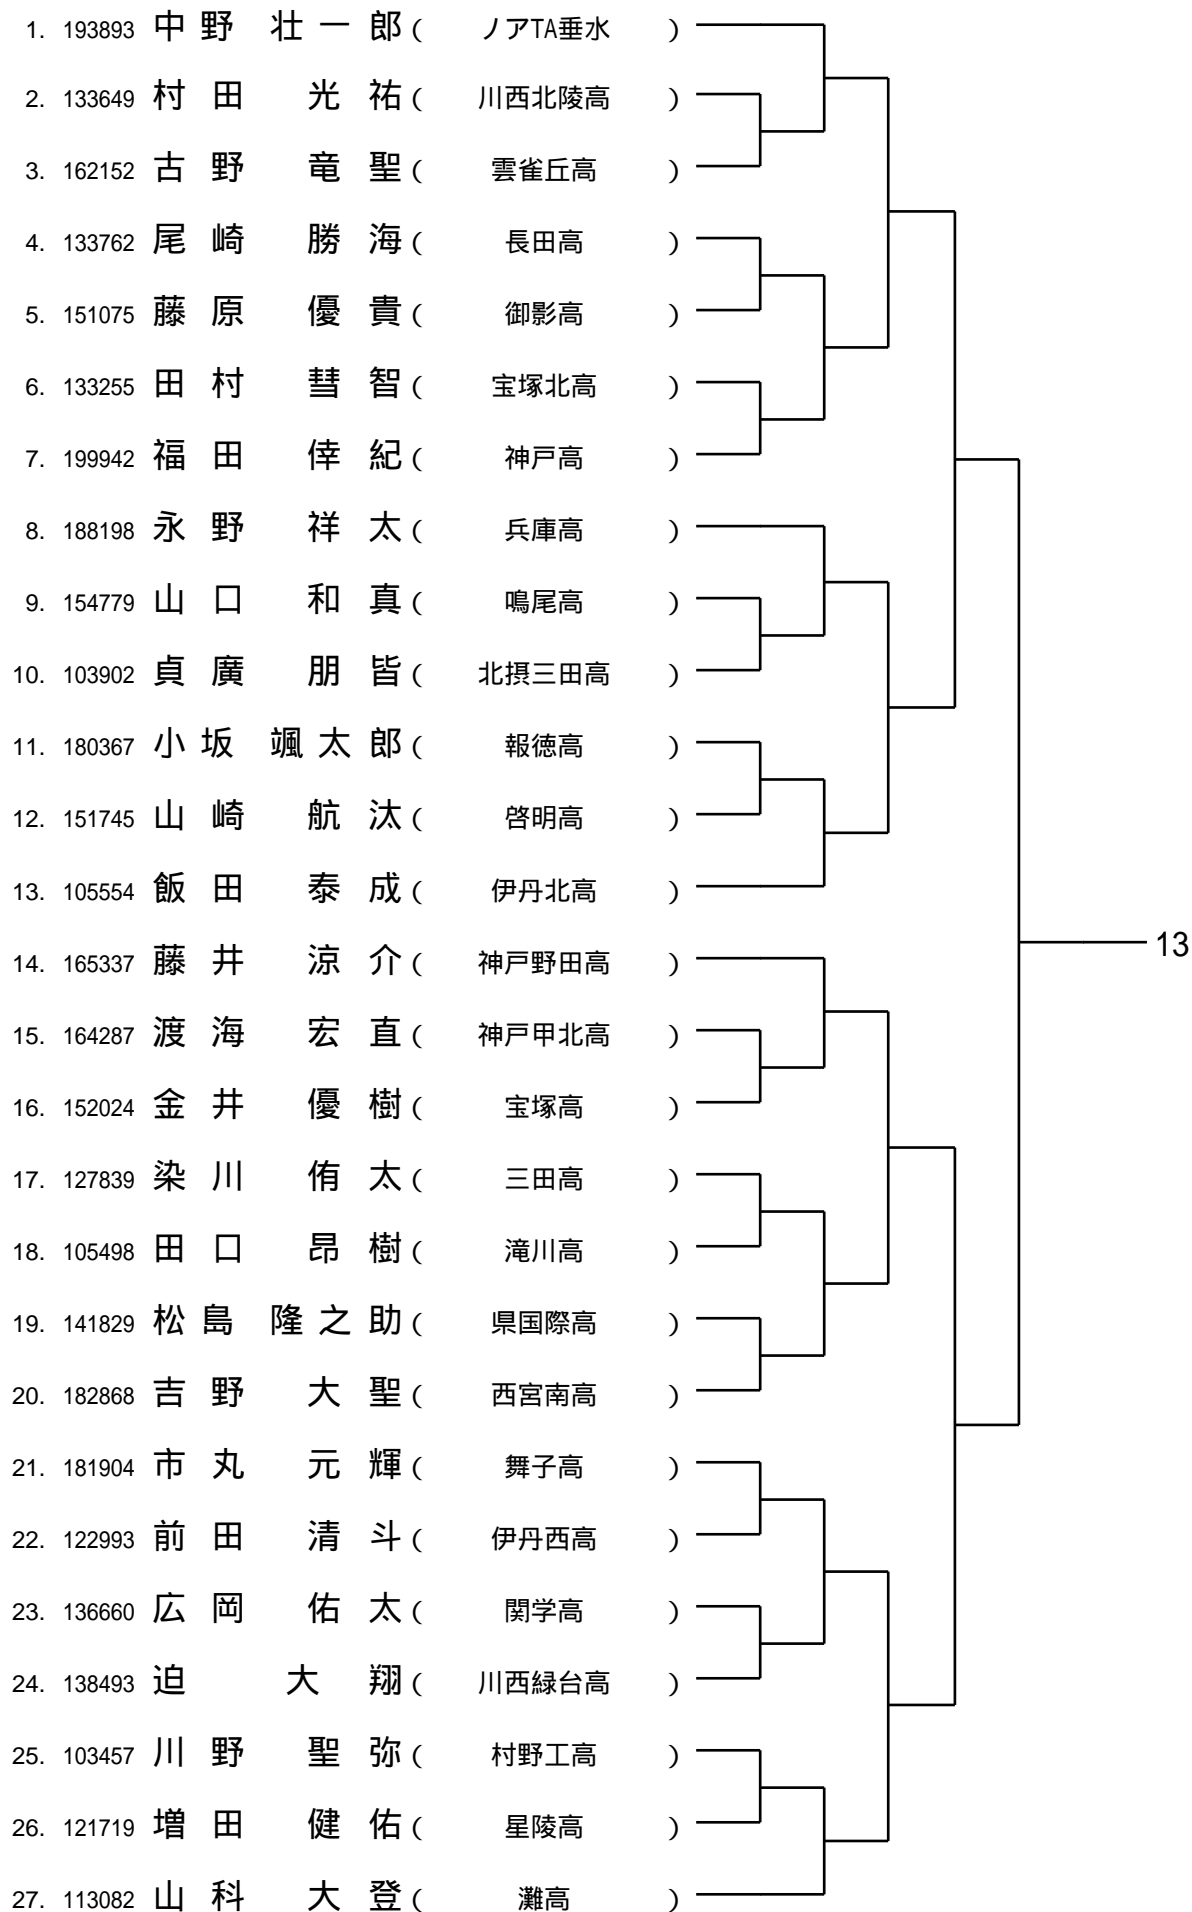 1. 193893 中野 壮一郎 ( ノアTA垂水 )
2. 133649 村田 光祐 ( 川西北陵高 )
3. 162152 古野 竜聖 ( 雲雀丘高 )
4. 133762 尾崎 勝海 ( 長田高 )
5. 151075 藤原 優貴 ( 御影高 )
6. 133255 田村 彗智 ( 宝塚北高 )
7. 199942 福田 倖紀 ( 神戸高 )
8. 188198 永野 祥太 ( 兵庫高 )
9. 154779 山口 和真 ( 鳴尾高 )
10. 103902 貞廣 朋皆 ( 北摂三田高 )
11. 180367 小坂 颯太郎 ( 報徳高 )
12. 151745 山崎 航汰 ( 啓明高 )
13. 105554 飯田 泰成 ( 伊丹北高 )
13
14. 165337 藤井 涼介 ( 神戸野田高 )
15. 164287 渡海 宏直 ( 神戸甲北高 )
16. 152024 金井 優樹 ( 宝塚高 )
17. 127839 染川 侑太 ( 三田高 )
18. 105498 田口 昂樹 ( 滝川高 )
19. 141829 松島 隆之助 ( 県国際高 )
20. 182868 吉野 大聖 ( 西宮南高 )
21. 181904 市丸 元輝 ( 舞子高 )
22. 122993 前田 清斗 ( 伊丹西高 )
23. 136660 広岡 佑太 ( 関学高 )
24. 138493 迫 大翔 ( 川西緑台高 )
25. 103457 川野 聖弥 ( 村野工高 )
26. 121719 増田 健佑 ( 星陵高 )
27. 113082 山科 大登 ( 灘高 )